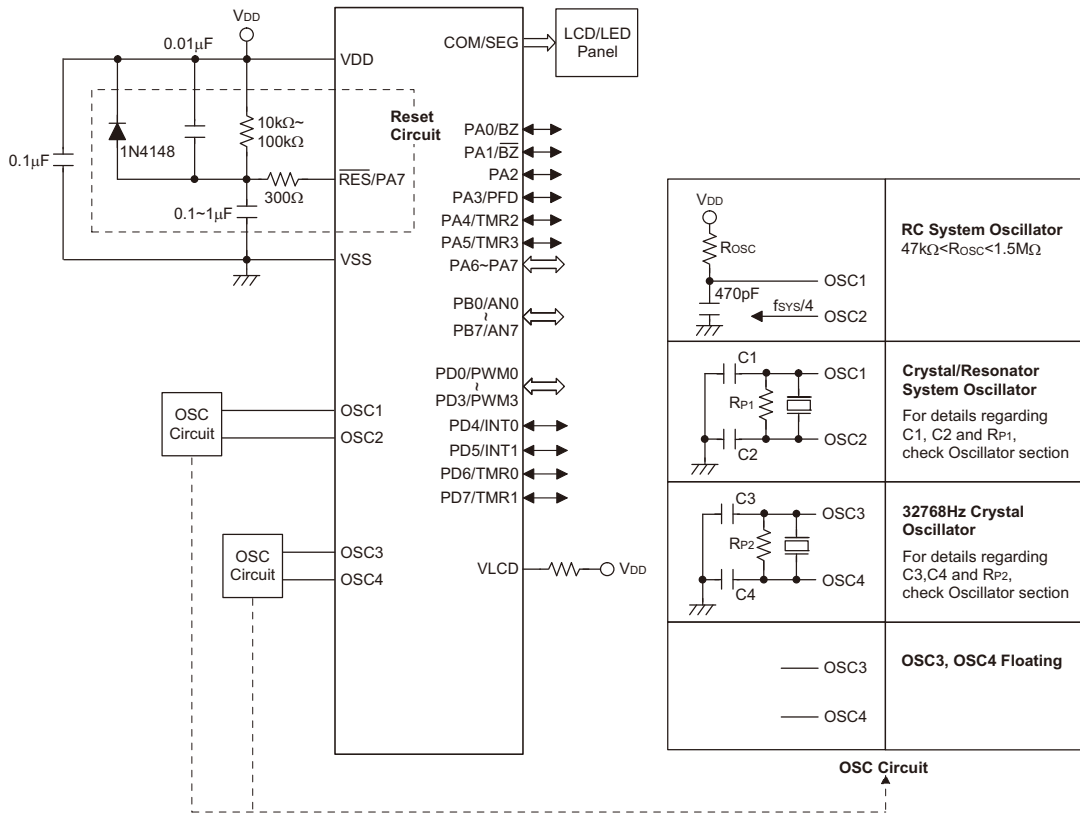 VDD
0.01μF
VDD
COM/SEG
LCD/LED
Panel
Reset
Circuit
10kΩ~
100kΩ
1N4148
0.1μF
300Ω
RES/PA7
0.1~1μF
VSS
PA0/BZ
PA1/BZ
PA2
PA3/PFD
PA4/TMR2
PA5/TMR3
PA6~PA7
PB0/AN0
~
PB7/AN7
PD0/PWM0
~
PD3/PWM3
PD4/INT0
PD5/INT1
PD6/TMR0
PD7/TMR1
OSC
Circuit
OSC1
OSC2
OSC
Circuit
OSC3
OSC4
VLCD
VDD
VDD
ROSC
OSC1
470pF
fSYS/4
OSC2
RC System Oscillator
47kΩ<ROSC<1.5MΩ
C1
OSC1
RP1
OSC2
C2
Crystal/Resonator
System Oscillator
For details regarding
C1, C2 and RP1,
check Oscillator section
C3
OSC3
RP2
OSC4
C4
32768Hz Crystal
Oscillator
For details regarding
C3,C4 and RP2,
check Oscillator section
OSC3
OSC4
OSC3, OSC4 Floating
OSC Circuit